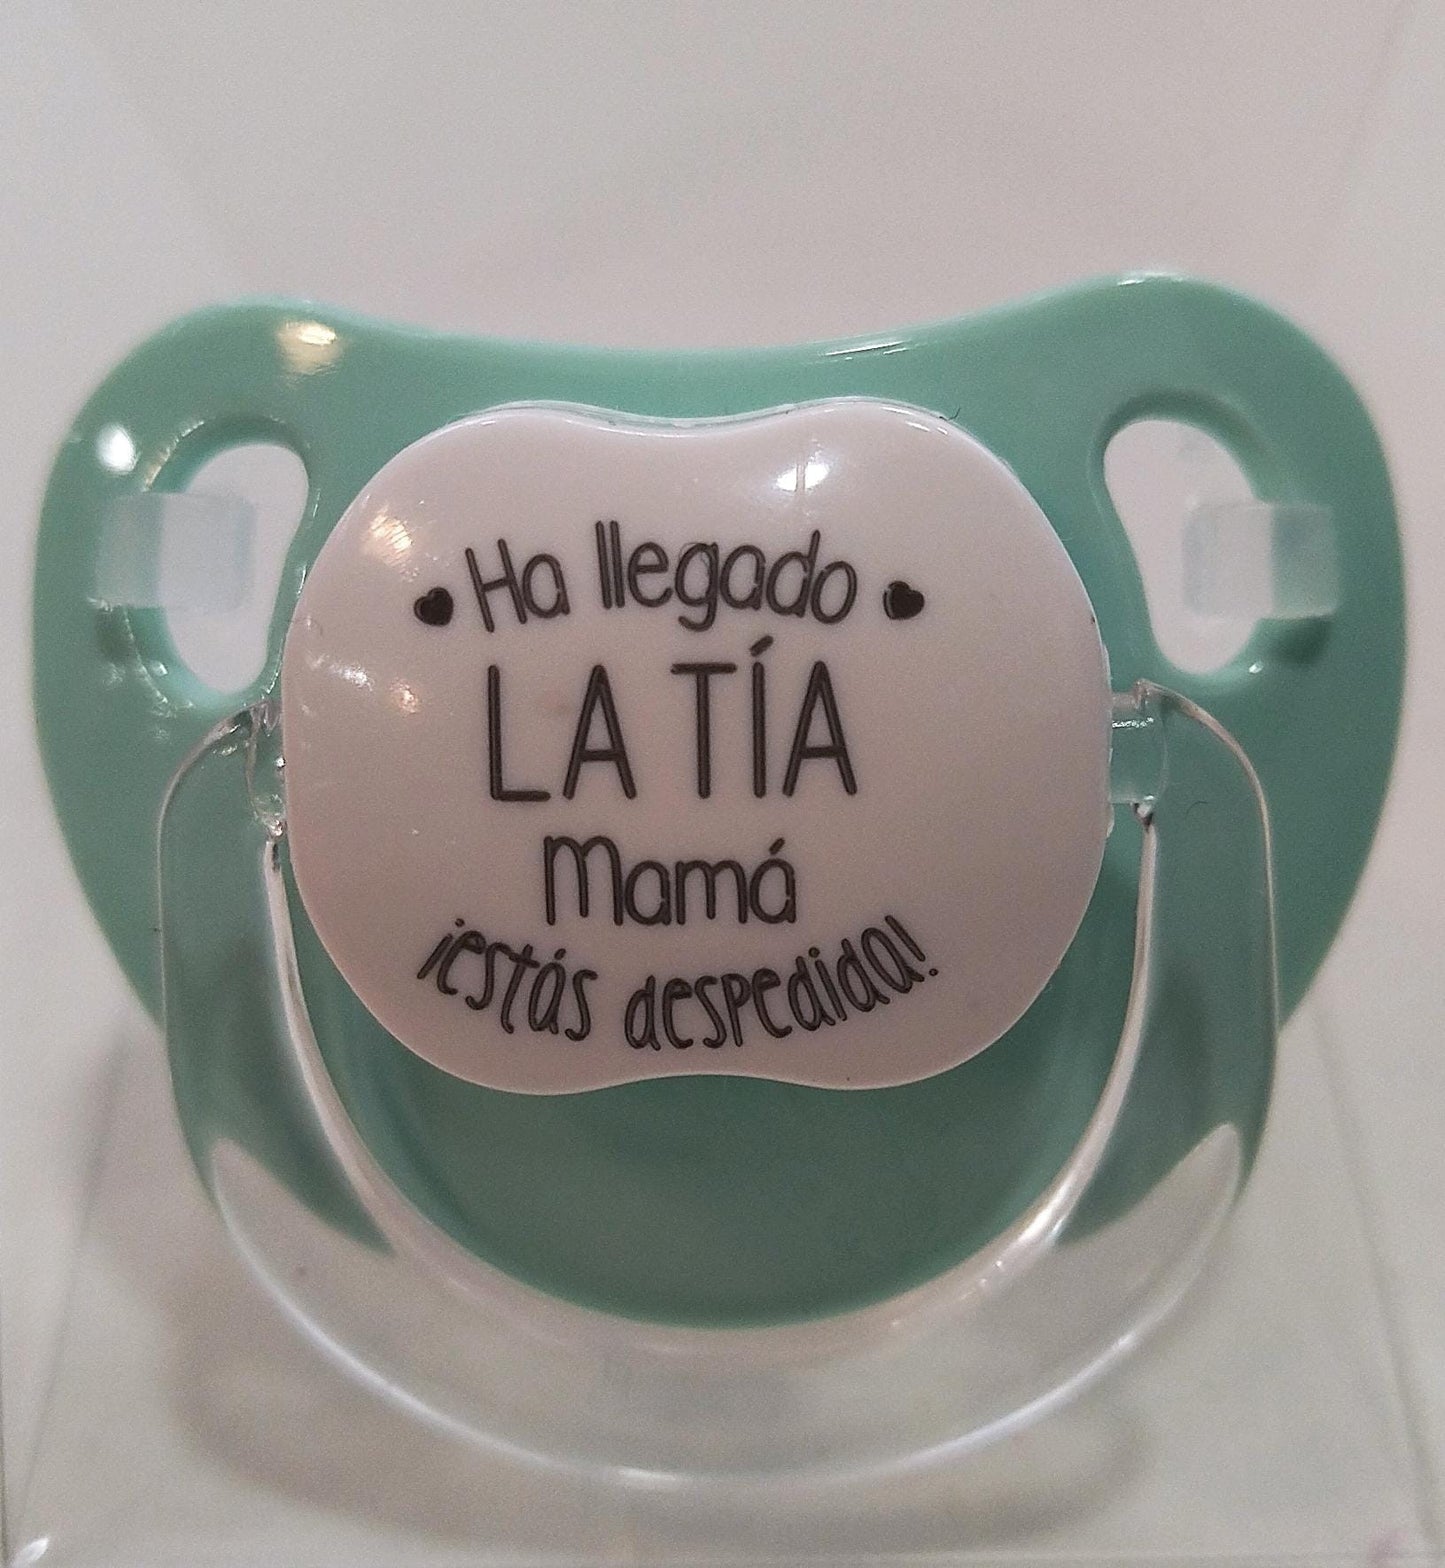 Ha llegado
LA TÍA
Mamá
¡estás despedida!